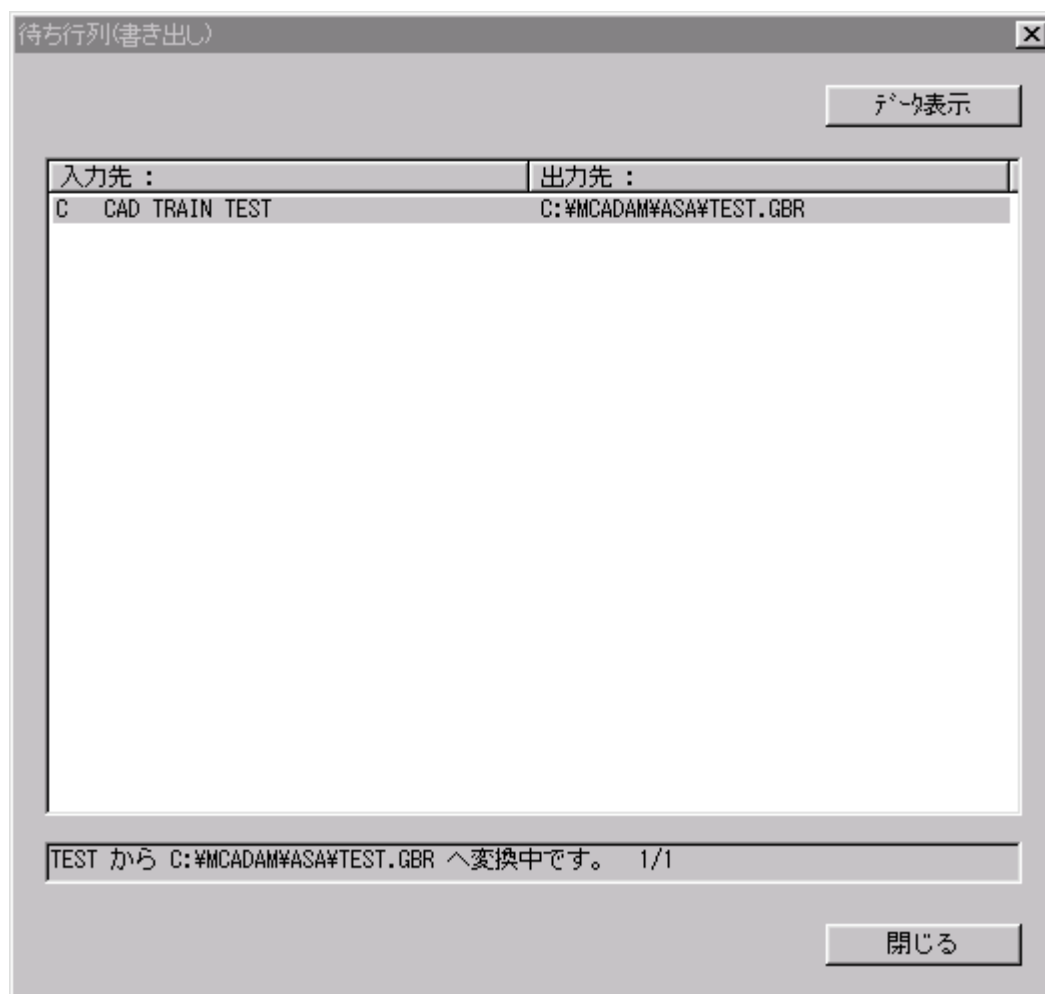 待ち行列(書き出し)
ﾃﾞｰﾀ表示
入力先： 出力先：
C CAD TRAIN TEST C:¥MCADAM¥ASA¥TEST.GBR
TEST から C:¥MCADAM¥ASA¥TEST.GBR へ変換中です。 1/1
閉じる